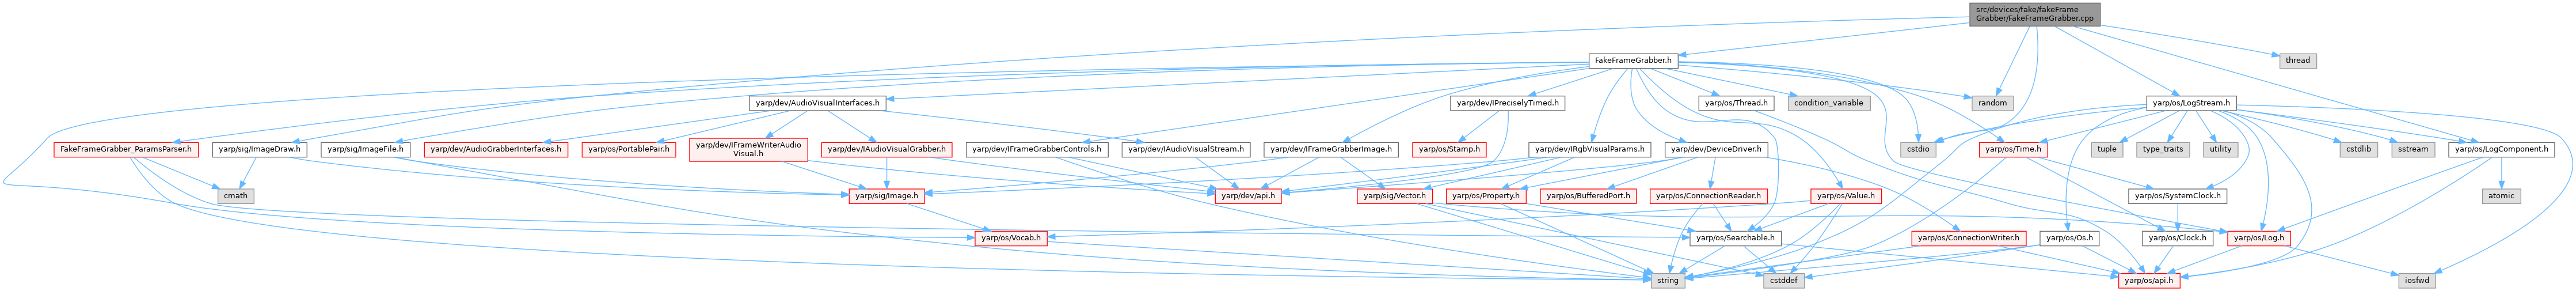 src/devices/fake/fakeFrame
Grabber/FakeFrameGrabber.cpp
FakeFrameGrabber.h
thread
yarp/dev/AudioVisualInterfaces.h
yarp/dev/IPreciselyTimed.h
yarp/os/Thread.h
condition_variable
random
yarp/os/LogStream.h
FakeFrameGrabber_ParamsParser.h
yarp/sig/ImageDraw.h
yarp/sig/ImageFile.h
yarp/dev/AudioGrabberInterfaces.h
yarp/os/PortablePair.h
yarp/dev/IFrameWriterAudio
Visual.h
yarp/dev/IAudioVisualGrabber.h
yarp/dev/IFrameGrabberControls.h
yarp/dev/IAudioVisualStream.h
yarp/dev/IFrameGrabberImage.h
yarp/os/Stamp.h
yarp/dev/IRgbVisualParams.h
yarp/dev/DeviceDriver.h
cstdio
yarp/os/Time.h
tuple
type_traits
utility
cstdlib
sstream
yarp/os/LogComponent.h
cmath
yarp/sig/Image.h
yarp/dev/api.h
yarp/sig/Vector.h
yarp/os/Property.h
yarp/os/BufferedPort.h
yarp/os/ConnectionReader.h
yarp/os/Value.h
yarp/os/SystemClock.h
atomic
yarp/os/Vocab.h
yarp/os/Searchable.h
yarp/os/ConnectionWriter.h
yarp/os/Os.h
yarp/os/Clock.h
yarp/os/Log.h
string
cstddef
yarp/os/api.h
iosfwd